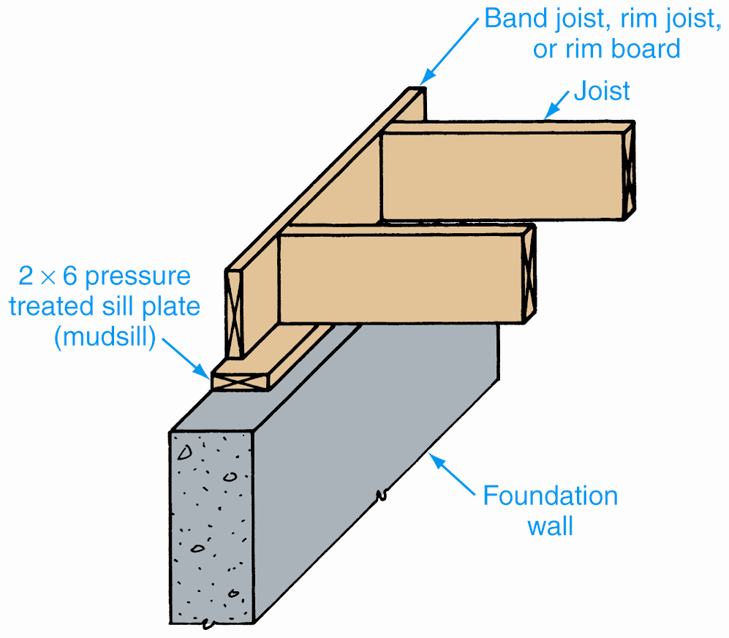 Band joist, rim joist,
or rim board
Joist
2 × 6 pressure
treated sill plate
(mudsill)
Foundation
wall